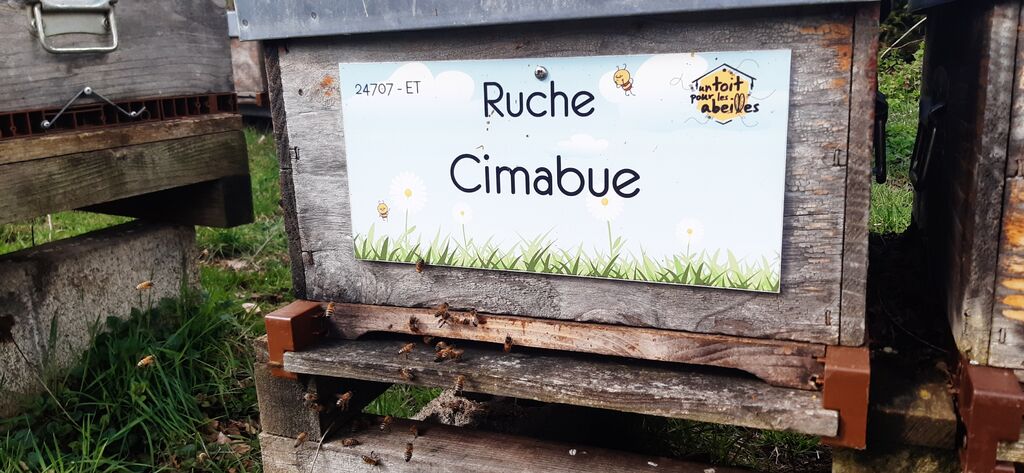 24707 - ET
Ruche
Cimabue
un toit
pour les
abeilles